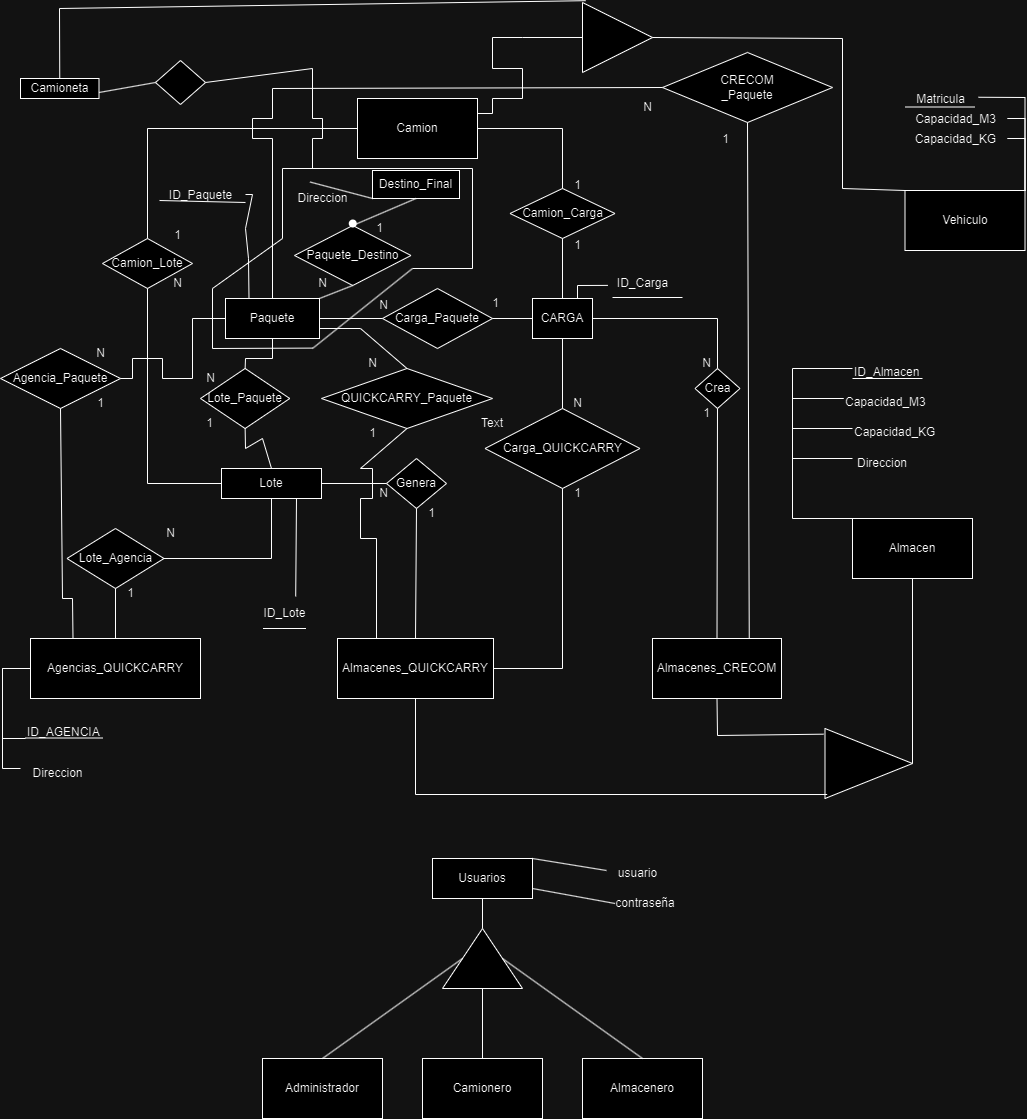 Camioneta
CRECOM
_Paquete
N
1
Matricula
Capacidad_M3
Capacidad_KG
Vehiculo
Camion
Destino_Final
Direccion
ID_Paquete
1
Camion_Carga
1
1
Paquete_Destino
N
1
Camion_Lote
N
ID_Carga
Paquete
N
Carga_Paquete
1
CARGA
N
Agencia_Paquete
1
N
Lote_Paquete
1
N
QUICKCARRY_Paquete
1
Text
N
Carga_QUICKCARRY
1
N
Crea
1
ID_Almacen
Capacidad_M3
Capacidad_KG
Direccion
Almacen
Lote
N
Genera
1
N
Lote_Agencia
1
ID_Lote
Agencias_QUICKCARRY
Almacenes_QUICKCARRY
Almacenes_CRECOM
ID_AGENCIA
Direccion
Usuarios
usuario
contraseña
Administrador
Camionero
Almacenero